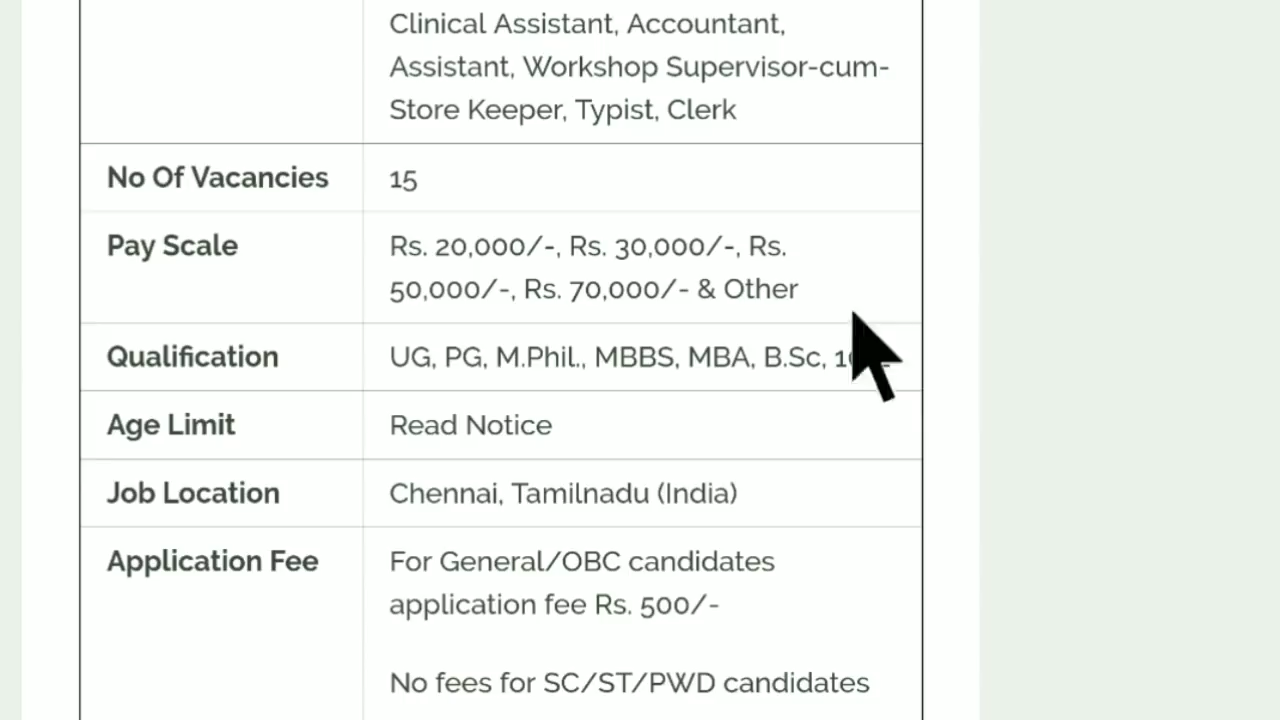 Clinical Assistant, Accountant,
Assistant, Workshop Supervisor-cum-
Store Keeper, Typist, Clerk
No Of Vacancies 15
Pay Scale Rs. 20,000/-, Rs. 30,000/-, Rs.
50,000/-, Rs. 70,000/- & Other
Qualification UG, PG, M.Phil., MBBS, MBA, B.Sc,
Age Limit Read Notice
Job Location Chennai, Tamilnadu (India)
Application Fee For General/OBC candidates
application fee Rs. 500/-
No fees for SC/ST/PWD candidates